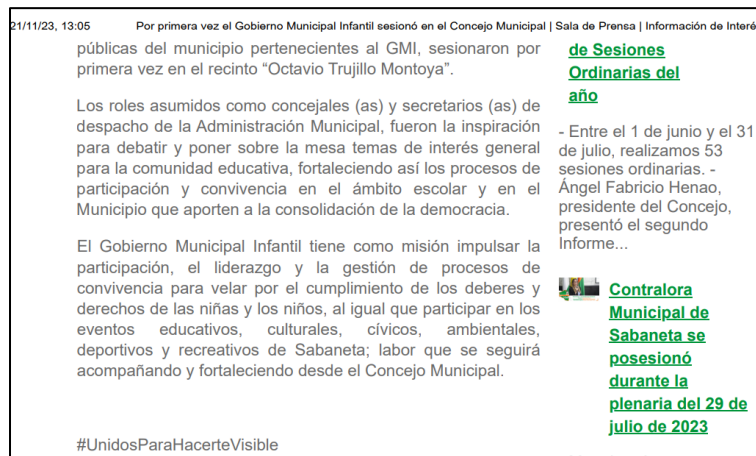 21/11/23, 13:05 Por primera vez el Gobierno Municipal Infantil sesionó en el Concejo Municipal | Sala de Prensa | Información de Interé
públicas del municipio pertenecientes al GMI, sesionaron por
primera vez en el recinto “Octavio Trujillo Montoya”.
Los roles asumidos como concejales (as) y secretarios (as) de
despacho de la Administración Municipal, fueron la inspiración
para debatir y poner sobre la mesa temas de interés general
para la comunidad educativa, fortaleciendo así los procesos de
participación y convivencia en el ámbito escolar y en el
Municipio que aporten a la consolidación de la democracia.
El Gobierno Municipal Infantil tiene como misión impulsar la
participación, el liderazgo y la gestión de procesos de
convivencia para velar por el cumplimiento de los deberes y
derechos de las niñas y los niños, al igual que participar en los
eventos educativos, culturales, cívicos, ambientales,
deportivos y recreativos de Sabaneta; labor que se seguirá
acompañando y fortaleciendo desde el Concejo Municipal.
#UnidosParaHacerteVisible
de Sesiones
Ordinarias del
año
- Entre el 1 de junio y el 31
de julio, realizamos 53
sesiones ordinarias. -
Ángel Fabricio Henao,
presidente del Concejo,
presentó el segundo
Informe...
Contralora
Municipal de
Sabaneta se
posesionó
durante la
plenaria del 29 de
julio de 2023